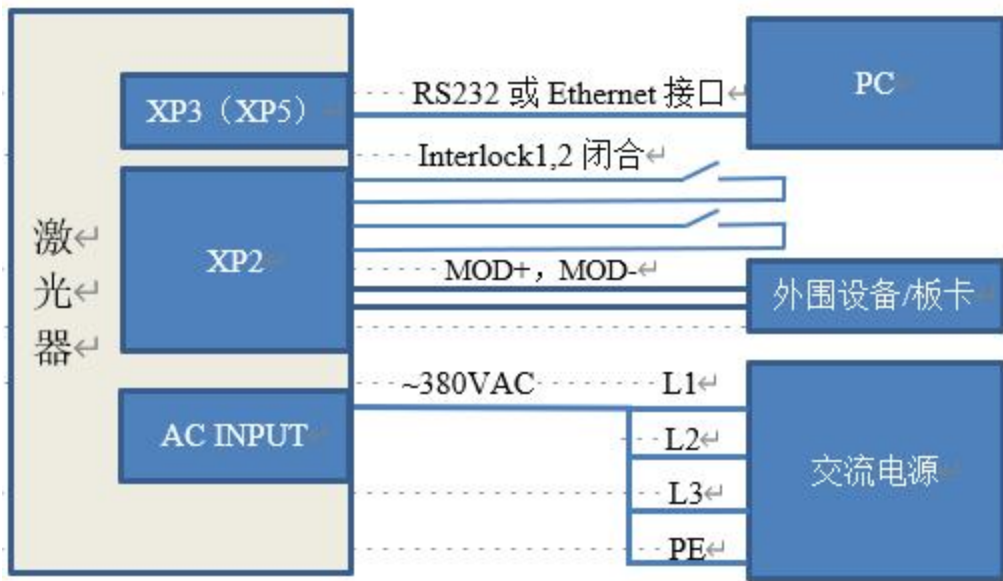 XP3（XP5）
RS232 或 Ethernet 接口
PC
Interlock1,2 闭合
激
光
器
XP2
MOD+，MOD-
外围设备/板卡
~380VAC
L1
AC INPUT
L2
L3
PE
交流电源